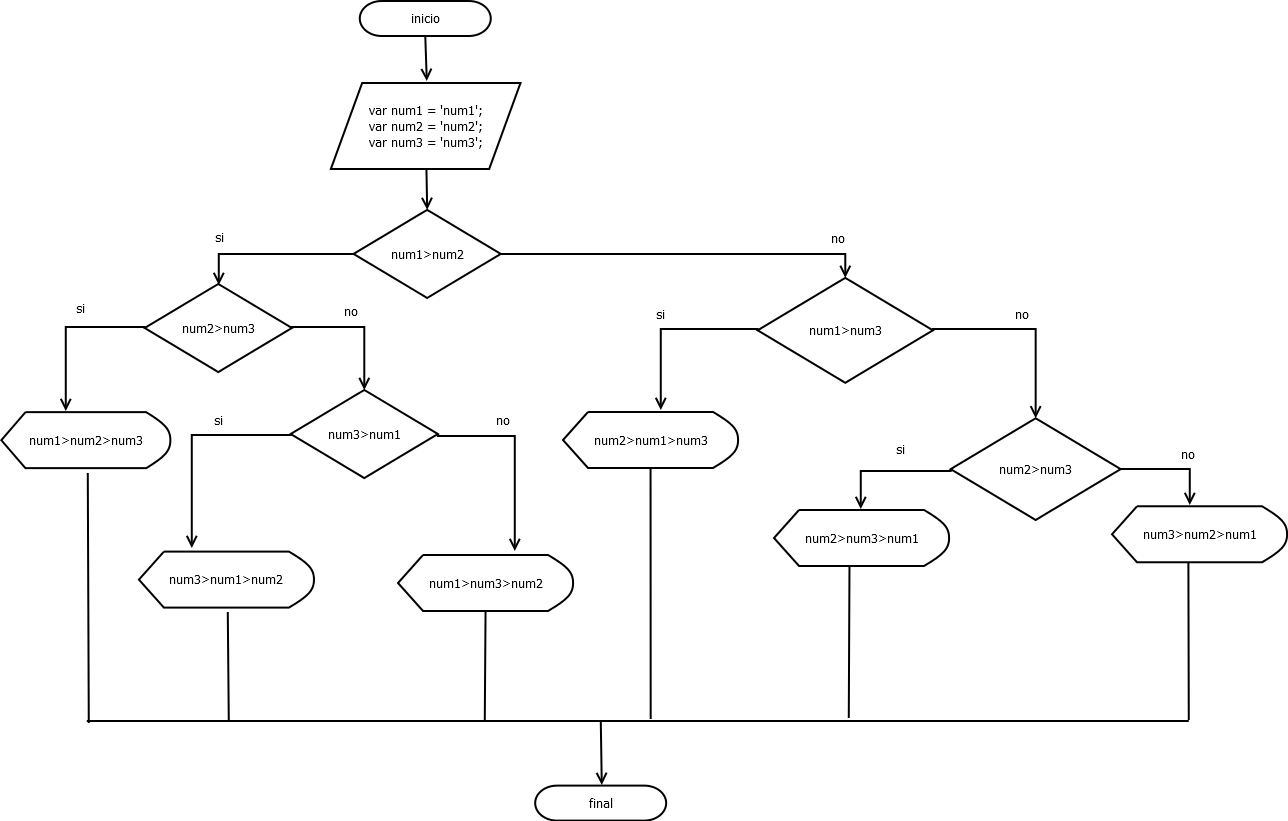 inicio
var num1 = 'num1';
var num2 = 'num2';
var num3 = 'num3';
num1>num2
si
no
num2>num3
si
no
num1>num3
si
no
num1>num2>num3
num3>num1
si
no
num2>num1>num3
num2>num3
si
no
num3>num1>num2
num1>num3>num2
num2>num3>num1
num3>num2>num1
final